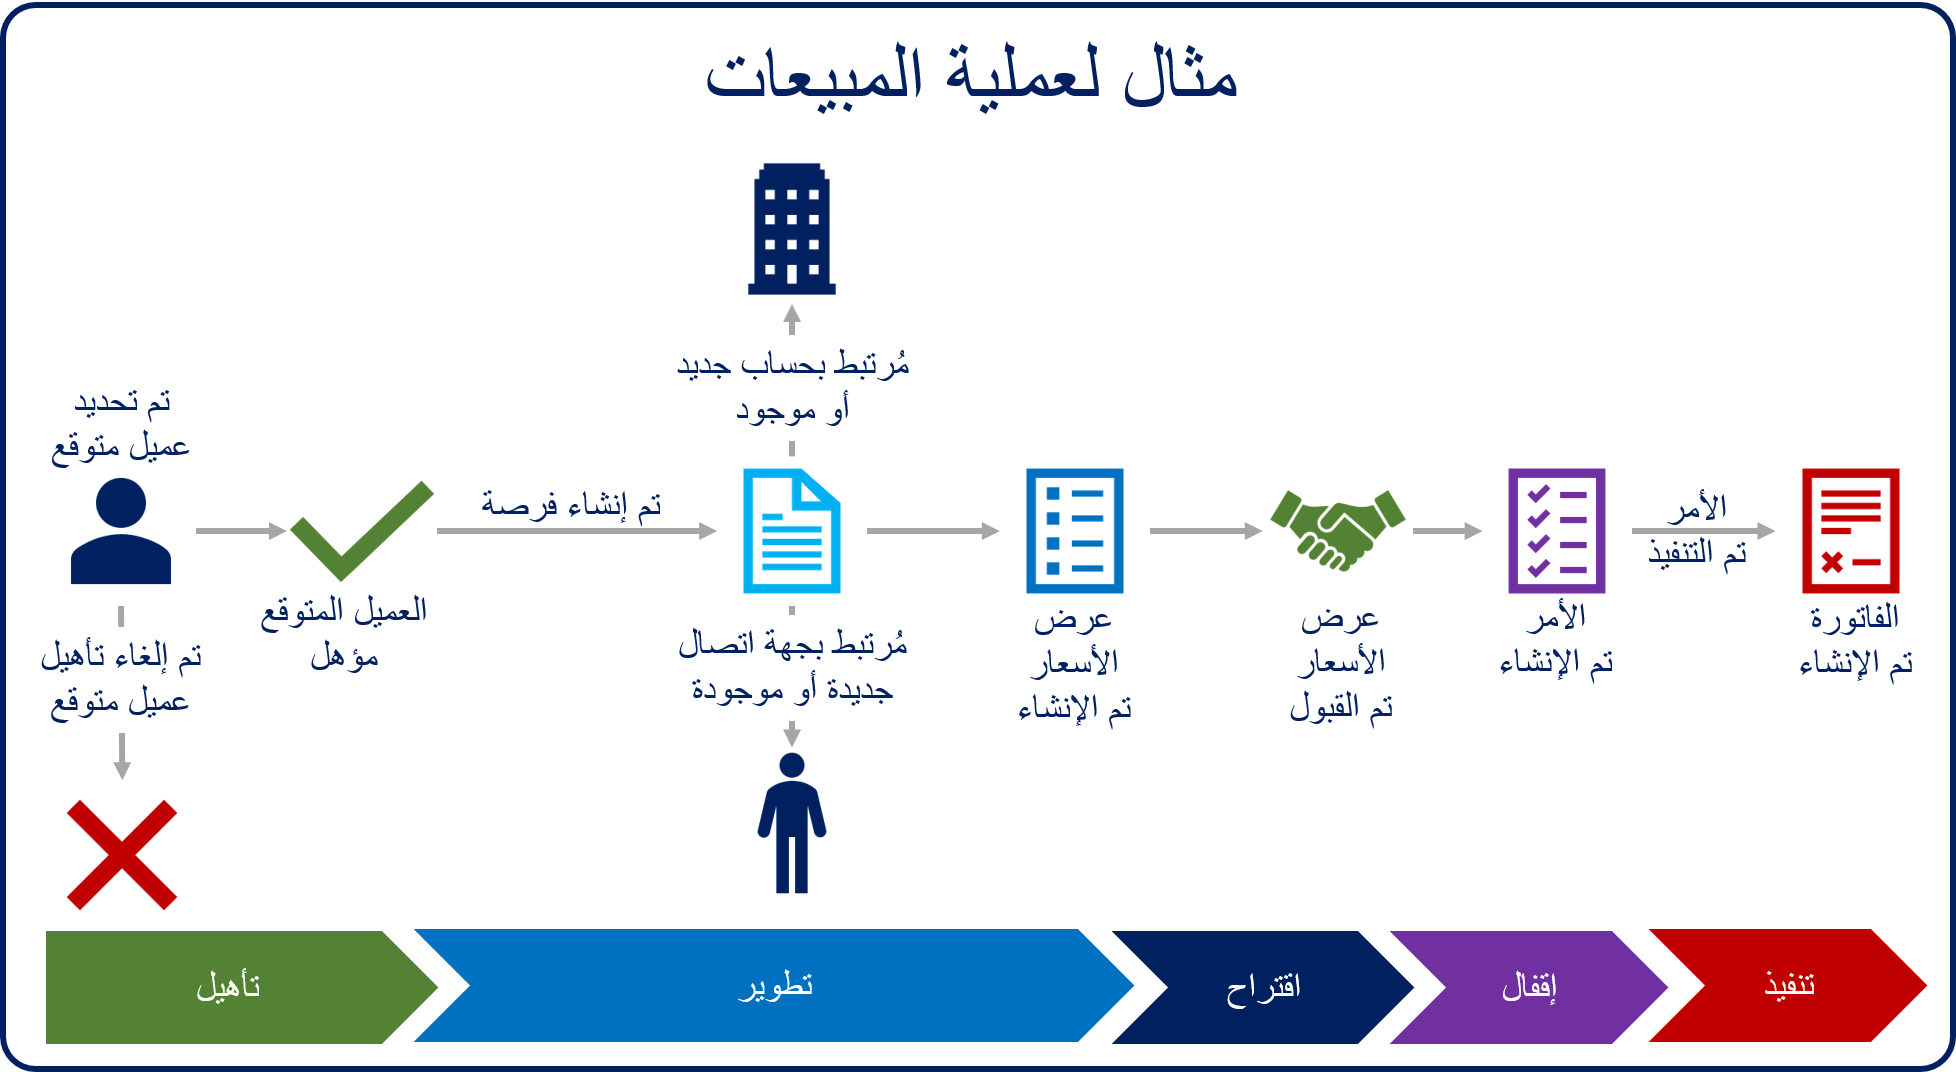 مثال لعملية المبيعات
تم تحديد
عميل متوقع
تم إلغاء تأهيل
عميل متوقع
العميل المتوقع
مؤهل
تم إنشاء فرصة
مُرتبط بحساب جديد
أو موجود
مُرتبط بجهة اتصال
جديدة أو موجودة
عرض
الأسعار
تم الإنشاء
عرض
الأسعار
تم القبول
الأمر
تم الإنشاء
الأمر
تم التنفيذ
الفاتورة
تم الإنشاء
تأهيل
تطوير
اقتراح
إقفال
تنفيذ